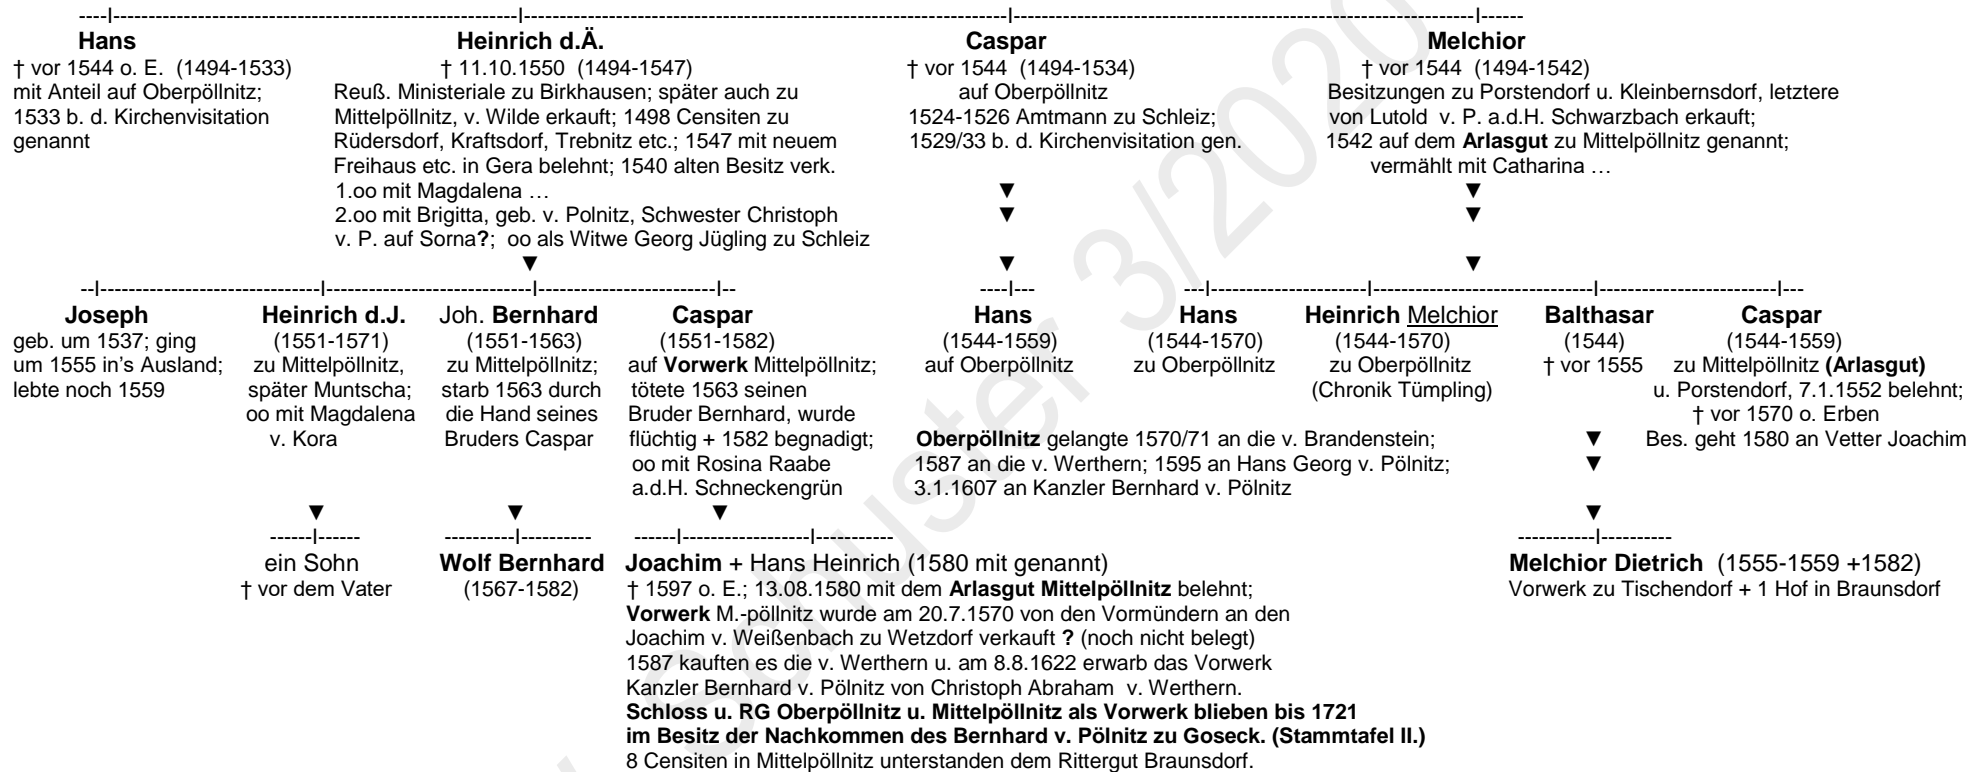 Hans
† vor 1544 o. E. (1494-1533)
mit Anteil auf Oberpöllnitz;
1533 b. d. Kirchenvisitation
genannt
Heinrich d.Ä.
† 11.10.1550 (1494-1547)
Reuß. Ministeriale zu Birkhausen; später auch zu
Mittelpöllnitz, v. Wilde erkauft; 1498 Censiten zu
Rüdersdorf, Kraftsdorf, Trebnitz etc.; 1547 mit neuem
Freihaus etc. in Gera belehnt; 1540 alten Besitz verk.
1.oo mit Magdalena …
2.oo mit Brigitta, geb. v. Polnitz, Schwester Christoph
v. P. auf Sorna?; oo als Witwe Georg Jügling zu Schleiz
▼
Caspar
† vor 1544 (1494-1534)
auf Oberpöllnitz
1524-1526 Amtmann zu Schleiz;
1529/33 b. d. Kirchenvisitation gen.
▼
▼
▼
Melchior
† vor 1544 (1494-1542)
Besitzungen zu Porstendorf u. Kleinbernsdorf, letztere
von Lutold v. P. a.d.H. Schwarzbach erkauft;
1542 auf dem Arlasgut zu Mittelpöllnitz genannt;
vermählt mit Catharina …
▼
▼
▼
Joseph
geb. um 1537; ging
um 1555 in's Ausland;
lebte noch 1559
Heinrich d.J.
(1551-1571)
zu Mittelpöllnitz,
später Muntscha;
oo mit Magdalena
v. Kora
▼
Joh. Bernhard
(1551-1563)
zu Mittelpöllnitz;
starb 1563 durch
die Hand seines
Bruders Caspar
▼
Caspar
(1551-1582)
auf Vorwerk Mittelpöllnitz;
tötete 1563 seinen
Bruder Bernhard, wurde
flüchtig + 1582 begnadigt;
oo mit Rosina Raabe
a.d.H. Schneckengrün
▼
Hans
(1544-1559)
auf Oberpöllnitz
Hans
(1544-1570)
zu Oberpöllnitz
Heinrich Melchior
(1544-1570)
zu Oberpöllnitz
(Chronik Tümpling)
Oberpöllnitz gelangte 1570/71 an die v. Brandenstein;
1587 an die v. Werthern; 1595 an Hans Georg v. Pölnitz;
3.1.1607 an Kanzler Bernhard v. Pölnitz
Balthasar
(1544)
† vor 1555
▼
▼
▼
Caspar
(1544-1559)
zu Mittelpöllnitz (Arlasgut)
u. Porstendorf, 7.1.1552 belehnt;
† vor 1570 o. Erben
Bes. geht 1580 an Vetter Joachim
ein Sohn
† vor dem Vater
Wolf Bernhard
(1567-1582)
Joachim + Hans Heinrich (1580 mit genannt)
† 1597 o. E.; 13.08.1580 mit dem Arlasgut Mittelpöllnitz belehnt;
Vorwerk M.-pöllnitz wurde am 20.7.1570 von den Vormündern an den
Joachim v. Weißenbach zu Wetzdorf verkauft ? (noch nicht belegt)
1587 kauften es die v. Werthern u. am 8.8.1622 erwarb das Vorwerk
Kanzler Bernhard v. Pölnitz von Christoph Abraham v. Werthern.
Schloss u. RG Oberpöllnitz u. Mittelpöllnitz als Vorwerk blieben bis 1721
im Besitz der Nachkommen des Bernhard v. Pölnitz zu Goseck. (Stammtafel II.)
8 Censiten in Mittelpöllnitz unterstanden dem Rittergut Braunsdorf.
Melchior Dietrich (1555-1559 +1582)
Vorwerk zu Tischendorf + 1 Hof in Braunsdorf
Schuster 3/202